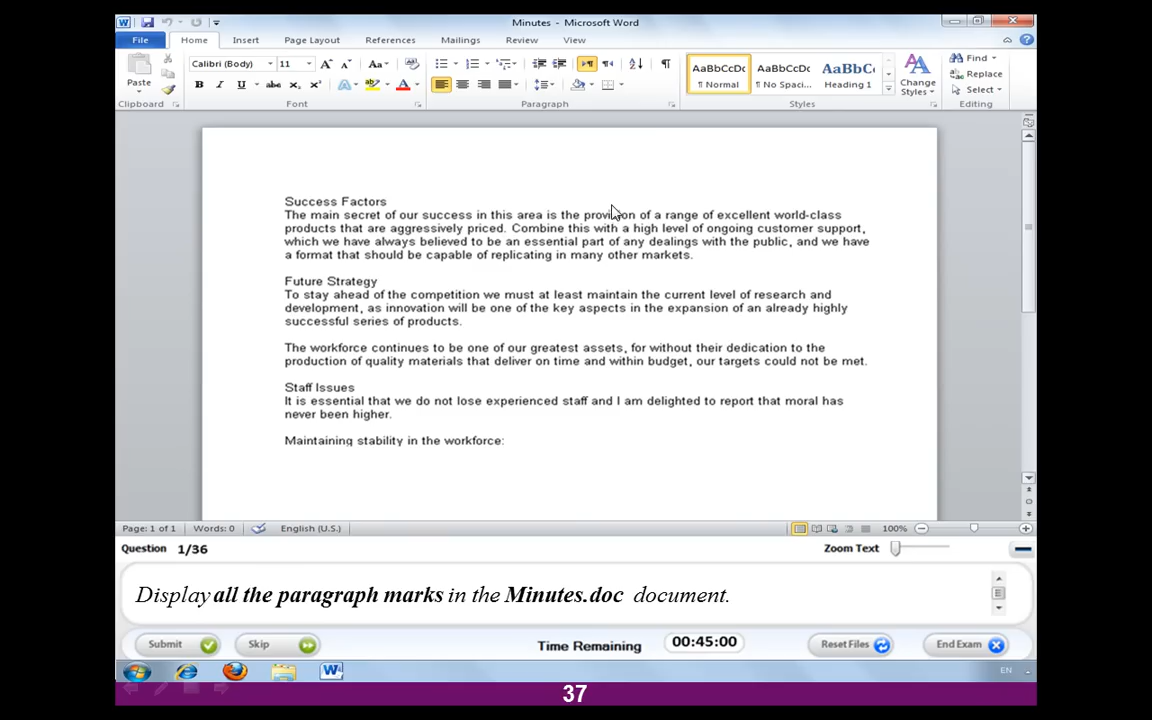 Minutes - Microsoft Word
File Home Insert Page Layout References Mailings Review View
Calibri (Body) 11
Paste
Clipboard Font Paragraph Styles Editing
AaBbCcDc AaBbCcDc AaBbC
¶ Normal ¶ No Spaci... Heading 1
Change
Styles
Find
Replace
Select
Success Factors
The main secret of our success in this area is the provision of a range of excellent world-class
products that are aggressively priced. Combine this with a high level of ongoing customer support,
which we have always believed to be an essential part of any dealings with the public, and we have
a format that should be capable of replicating in many other markets.
Future Strategy
To stay ahead of the competition we must at least maintain the current level of research and
development, as innovation will be one of the key aspects in the expansion of an already highly
successful series of products.
The workforce continues to be one of our greatest assets, for without their dedication to the
production of quality materials that deliver on time and within budget, our targets could not be met.
Staff Issues
It is essential that we do not lose experienced staff and I am delighted to report that moral has
never been higher.
Maintaining stability in the workforce:
Page: 1 of 1 Words: 0 English (U.S.) 100%
Question 1/36 Zoom Text
Display all the paragraph marks in the Minutes.doc document.
Submit Skip Time Remaining 00:45:00 Reset Files End Exam
EN
37